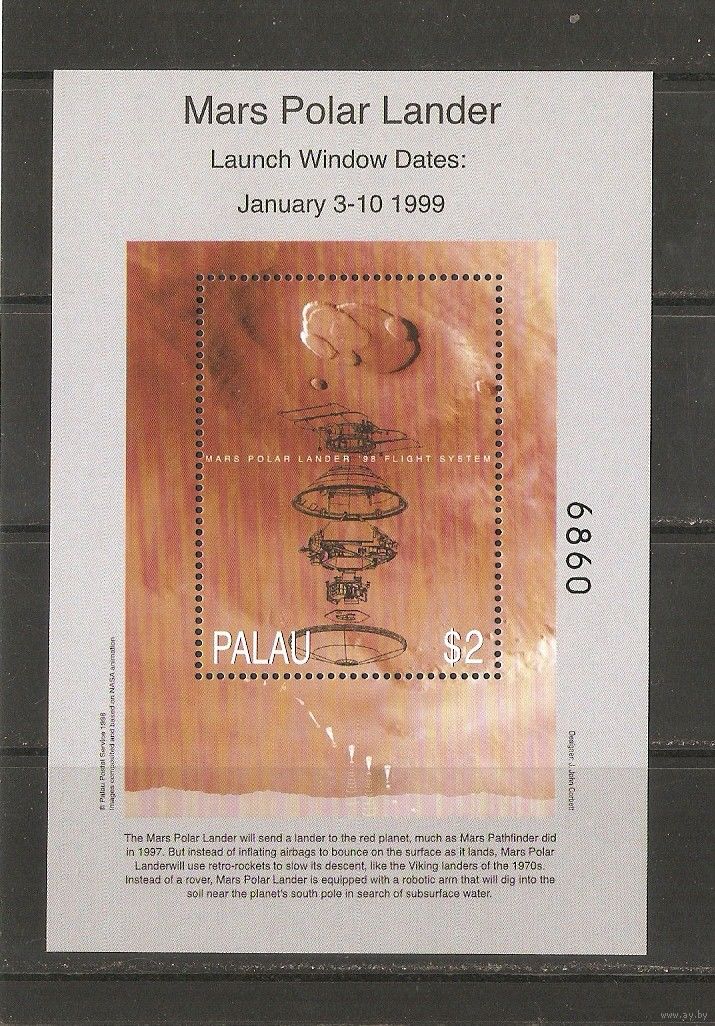 Mars Polar Lander
Launch Window Dates:
January 3-10 1999
MARS POLAR LANDER '98 FLIGHT SYSTEM
PALAU $2
6860
© Palau Postal Service 1998
Images composited and based on NASA animation
Designer: J. John Corbett
The Mars Polar Lander will send a lander to the red planet, much as Mars Pathfinder did
in 1997. But instead of inflating airbags to bounce on the surface as it lands, Mars Polar
Landerwill use retro-rockets to slow its descent, like the Viking landers of the 1970s.
Instead of a rover, Mars Polar Lander is equipped with a robotic arm that will dig into the
soil near the planet's south pole in search of subsurface water.
www.ay.by